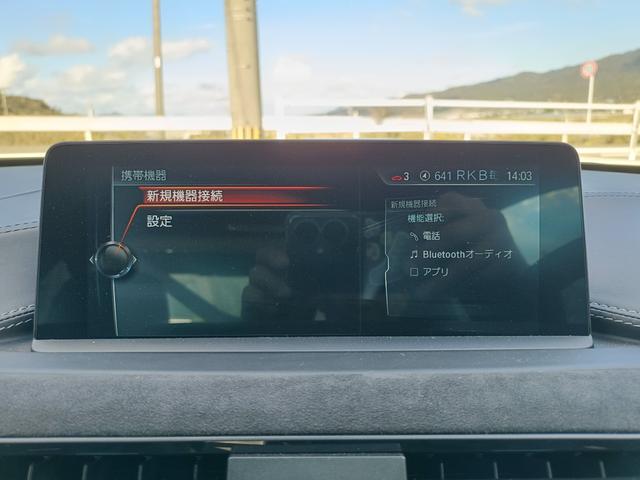 携帯機器
3 641 RKB 14:03
新規機器接続
設定
新規機器接続
機能選択:
電話
Bluetoothオーディオ
アプリ